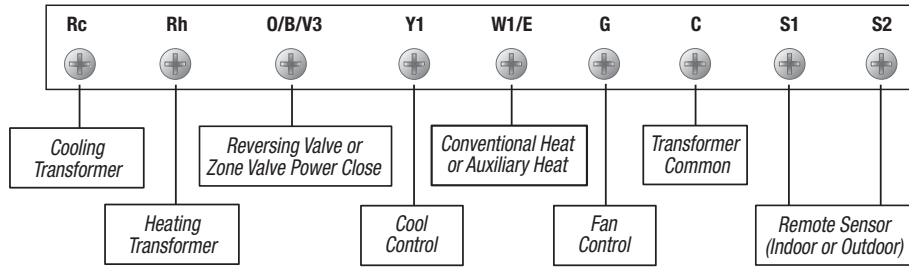 Rc Rh O/B/V3 Y1 W1/E G C S1 S2
Cooling
Transformer
Reversing Valve or
Zone Valve Power Close
Conventional Heat
or Auxiliary Heat
Transformer
Common
Heating
Transformer
Cool
Control
Fan
Control
Remote Sensor
(Indoor or Outdoor)